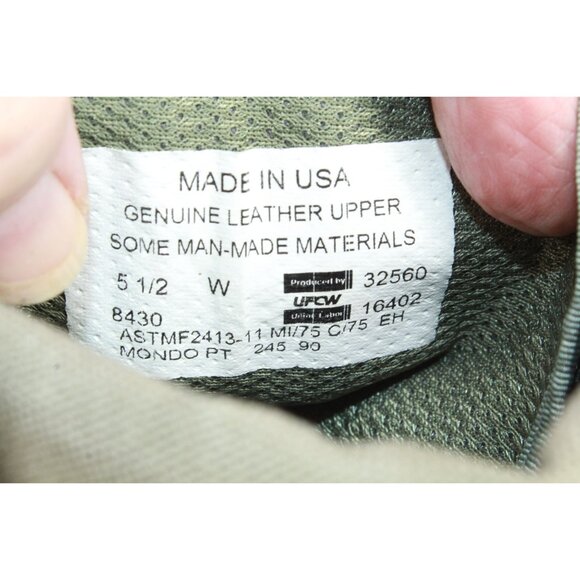 MADE IN USA
GENUINE LEATHER UPPER
SOME MAN-MADE MATERIALS
5 1/2 W Produced by 32560
UFCW
8430 Union Labor 16402
ASTMF2413-11 MI/75 C/75 EH
MONDO PT 245 90